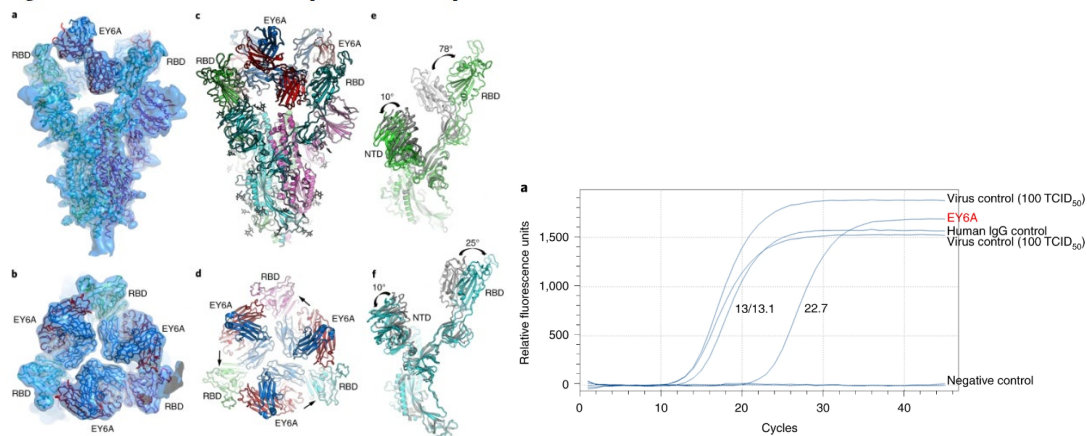 a
EY6A
RBD
RBD
b
RBD
EY6A
EY6A
RBD
RBD
EY6A
c
EY6A
EY6A
RBD
RBD
d
RBD
EY6A
EY6A
RBD
RBD
EY6A
e
78°
10°
RBD
NTD
f
25°
10°
RBD
NTD
a
Relative fluorescence units
1,500
1,000
500
0
0
20
40
Cycles
13/13.1
22.7
Virus control (100 TCID50)
EY6A
Human IgG control
Virus control (100 TCID50)
Negative control